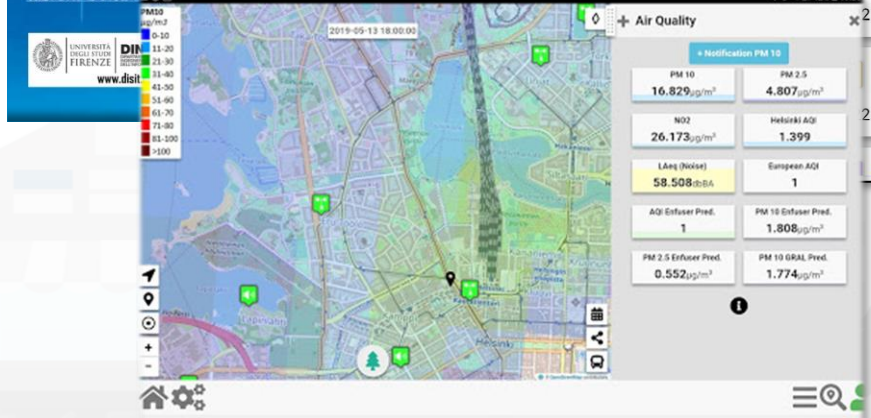 UNIVERSITÀ
DEGLI STUDI
FIRENZE
DIN
www.disit
PM10
µg/m3
0-10
11-20
21-30
31-40
41-50
51-60
61-70
71-80
81-100
>100
2019-05-13 18:00:00
Helsinki
Air Quality
+ Notification PM 10
PM 10
16.829µg/m³
PM 2.5
4.807µg/m³
NO2
26.173µg/m³
Helsinki AQI
1.399
LAeq (Noise)
58.508dbBA
European AQI
1
AQI Enfuser Pred.
1
PM 10 Enfuser Pred.
1.808µg/m³
PM 2.5 Enfuser Pred.
0.552µg/m³
PM 10 GRAL Pred.
1.774µg/m³
2
2